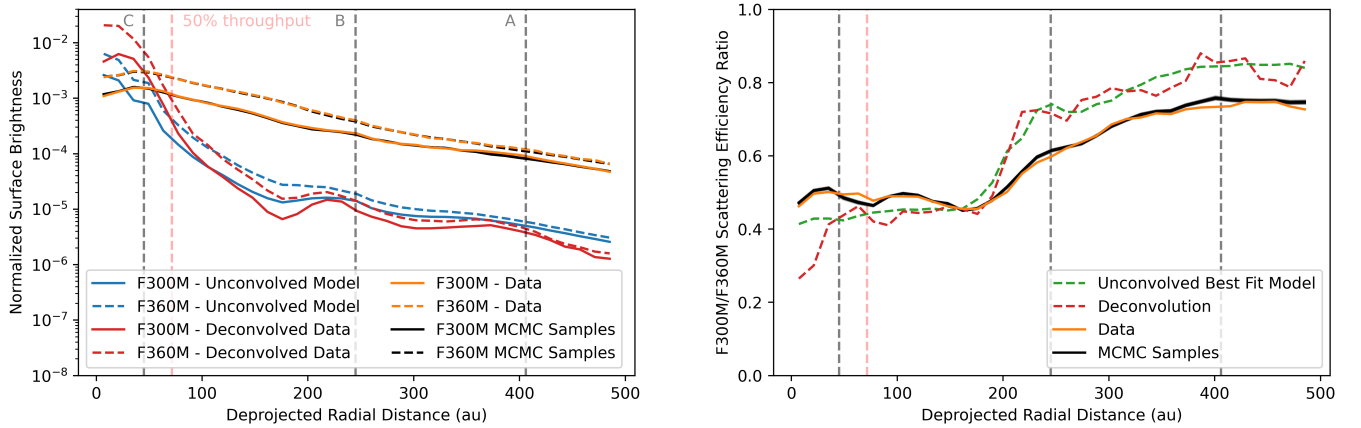 C 50% throughput B A
10⁻²
10⁻³
10⁻⁴
10⁻⁵
10⁻⁶
10⁻⁷
10⁻⁸
Normalized Surface Brightness
F300M - Unconvolved Model
F360M - Unconvolved Model
F300M - Deconvolved Data
F360M - Deconvolved Data
F300M - Data
F360M - Data
F300M MCMC Samples
F360M MCMC Samples
0 100 200 300 400 500
Deprojected Radial Distance (au)
1.0
0.8
0.6
0.4
0.2
0.0
F300M/F360M Scattering Efficiency Ratio
Unconvolved Best Fit Model
Deconvolution
Data
MCMC Samples
0 100 200 300 400 500
Deprojected Radial Distance (au)